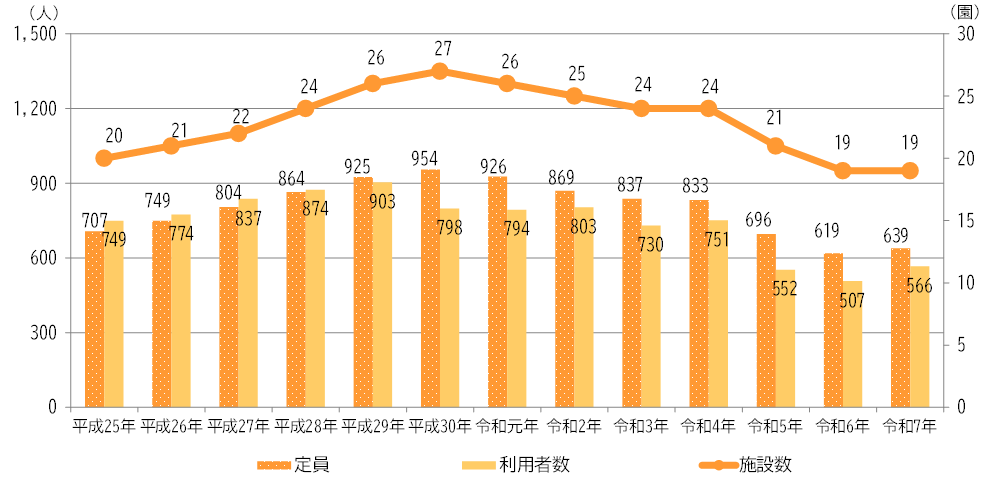 (人) (園)
1,500 30
1,200 25
900 20
600 15
300 10
0 5
0
20 21 22 24 26 27 26 25 24 24 21 19 19
707 749 804 864 925 954 926 869 837 833 696 619 639
749 774 837 874 903 798 794 803 730 751 552 507 566
平成25年 平成26年 平成27年 平成28年 平成29年 平成30年 令和元年 令和2年 令和3年 令和4年 令和5年 令和6年 令和7年
定員 利用者数 施設数